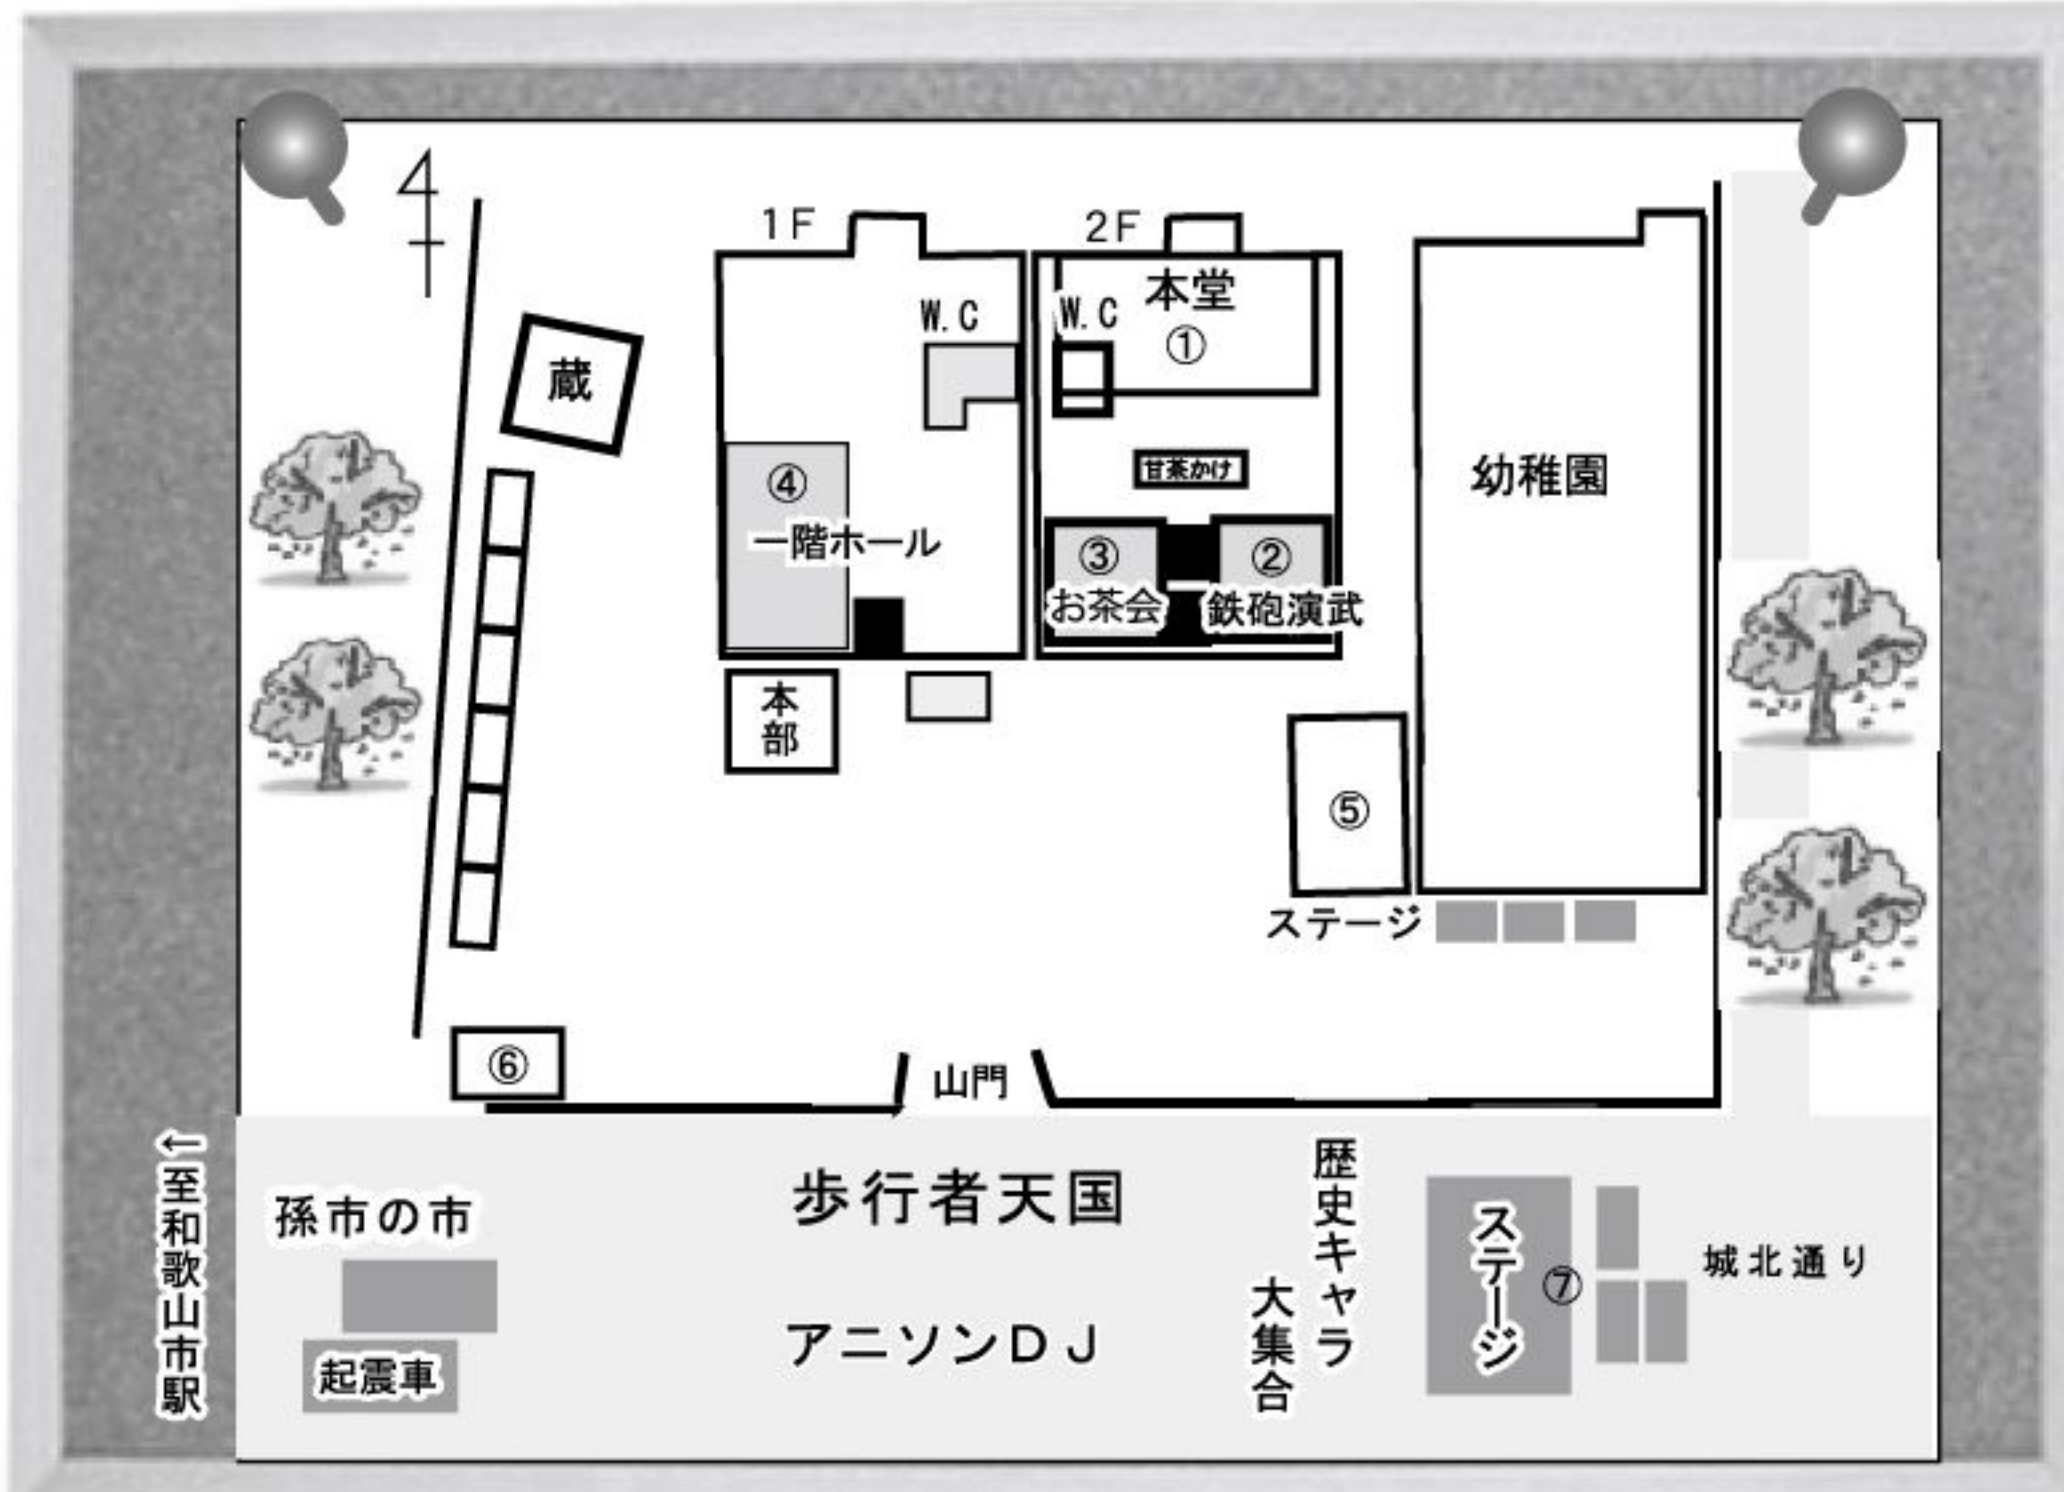 1F
2F
本堂
①
W.C
W.C
蔵
甘茶かけ
幼稚園
④
一階ホール
③
お茶会
②
鉄砲演武
本部
⑤
ステージ
⑥
山門
←至和歌山市駅
孫市の市
起震車
歩行者天国
アニソンDJ
歴史キャラ
大集合
ステージ
⑦
城北通り